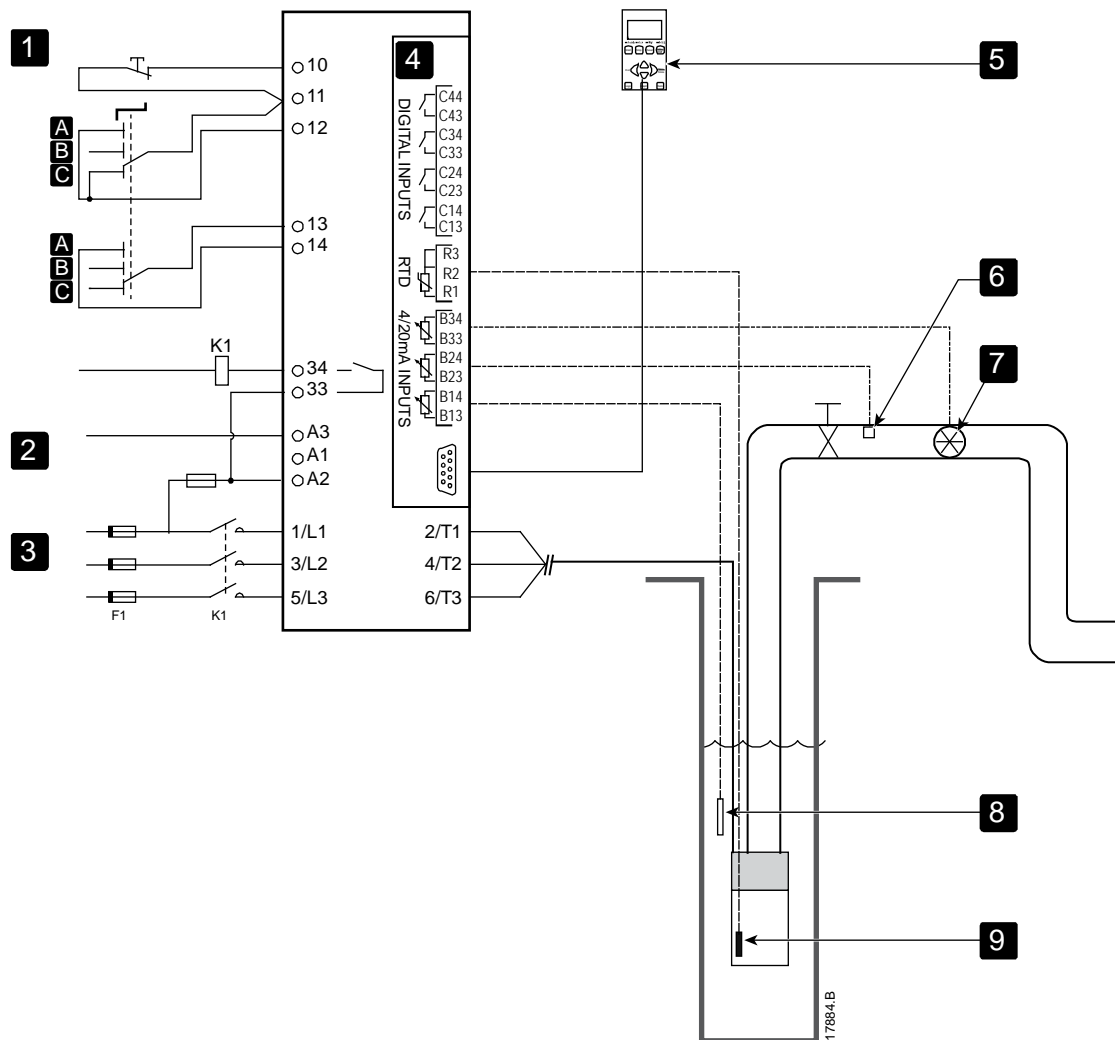 1
10
11
12
A
B
C
13
14
A
B
C
K1
34
33
2
A3
A1
A2
3
1/L1
3/L2
5/L3
F1
K1
2/T1
4/T2
6/T3
4
DIGITAL INPUTS
C44
C43
C34
C33
C24
C23
C14
C13
RTD
R3
R2
R1
4/20mA INPUTS
B34
B33
B24
B23
B14
B13
5
6
7
8
9
17884.B